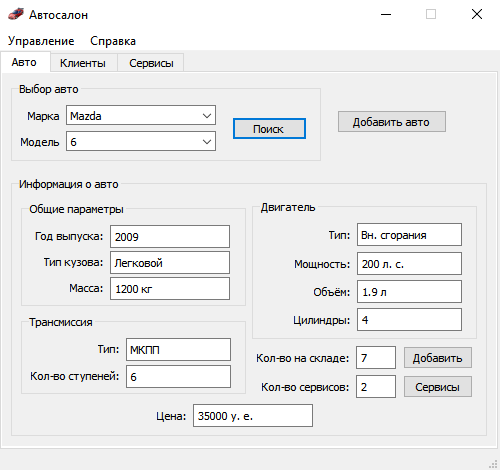 Автосалон
Управление Справка
Авто Клиенты Сервисы
Выбор авто
Марка Mazda
Модель 6
Поиск
Добавить авто
Информация о авто
Общие параметры
Год выпуска: 2009
Тип кузова: Легковой
Масса: 1200 кг
Трансмиссия
Тип: МКПП
Кол-во ступеней: 6
Двигатель
Тип: Вн. сгорания
Мощность: 200 л. с.
Объём: 1.9 л
Цилиндры: 4
Кол-во на складе: 7 Добавить
Кол-во сервисов: 2 Сервисы
Цена: 35000 у. е.